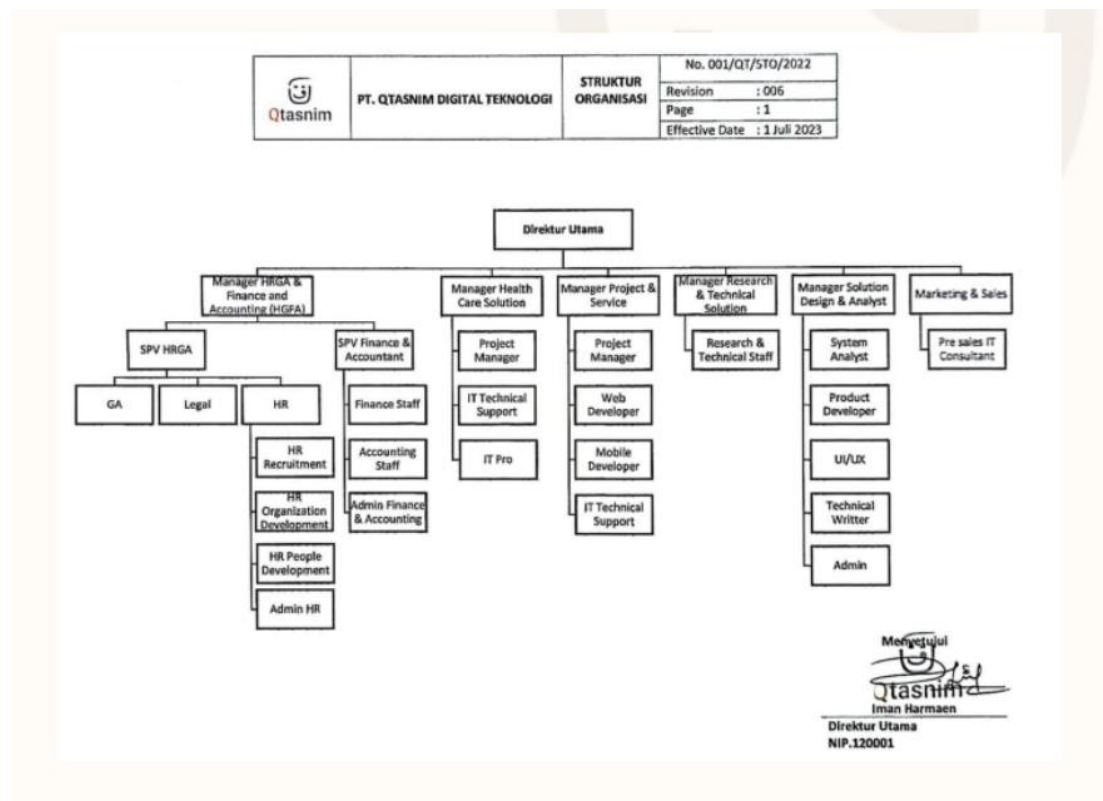 Qtasnim
PT. QTASNIM DIGITAL TEKNOLOGI
STRUKTUR
ORGANISASI
No. 001/QT/STO/2022
Revision : 006
Page : 1
Effective Date : 1 Juli 2023
Direktur Utama
Manager HRGA &
Finance and
Accounting (HGFA)
Manager Health
Care Solution
Manager Project &
Service
Manager Research
& Technical
Solution
Manager Solution
Design & Analyst
Marketing & Sales
SPV HRGA
SPV Finance &
Accountant
Project
Manager
Project
Manager
Research &
Technical Staff
System
Analyst
Pre sales IT
Consultant
GA
Legal
HR
Finance Staff
IT Technical
Support
Web
Developer
Product
Developer
HR
Recruitment
Accounting
Staff
IT Pro
Mobile
Developer
UI/UX
HR
Organization
Development
Admin Finance
& Accounting
IT Technical
Support
Technical
Writter
HR People
Development
Admin
Admin HR
Menyetujui
Qtasnim
Iman Harmaen
Direktur Utama
NIP.120001